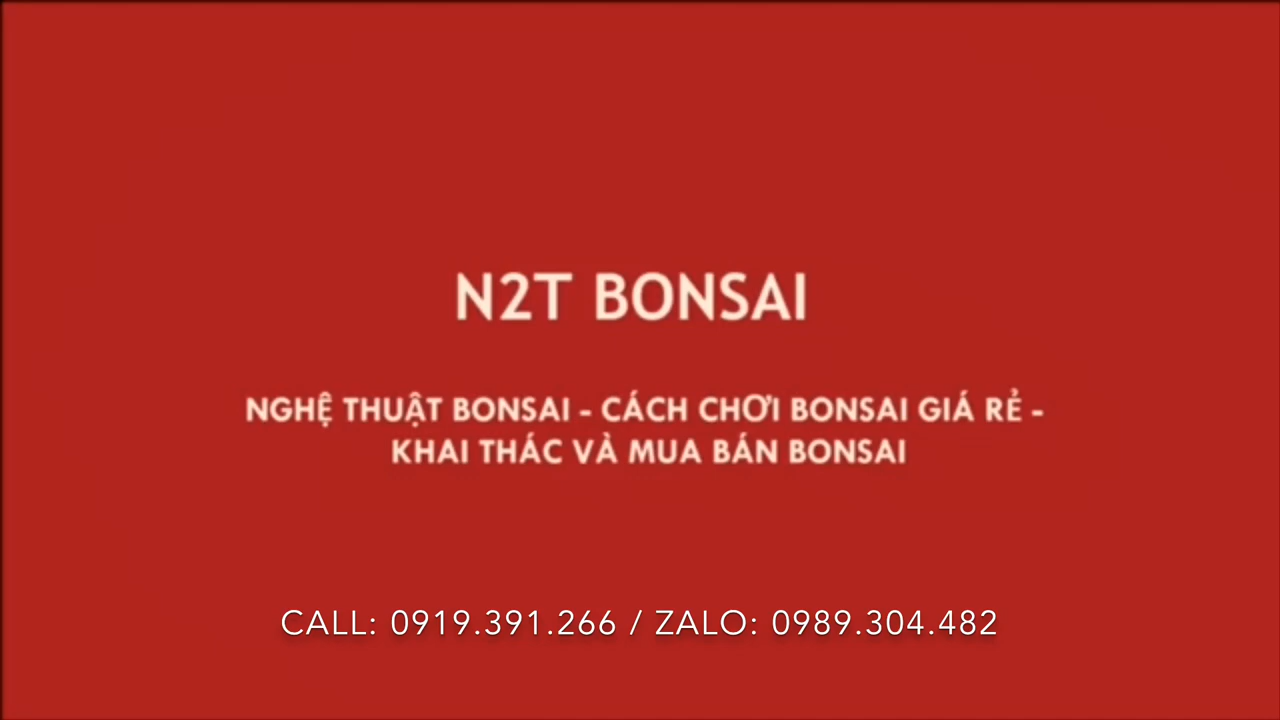 N2T BONSAI
NGHỆ THUẬT BONSAI - CÁCH CHƠI BONSAI GIÁ RẺ -
KHAI THÁC VÀ MUA BÁN BONSAI
CALL: 0919.391.266 / ZALO: 0989.304.482